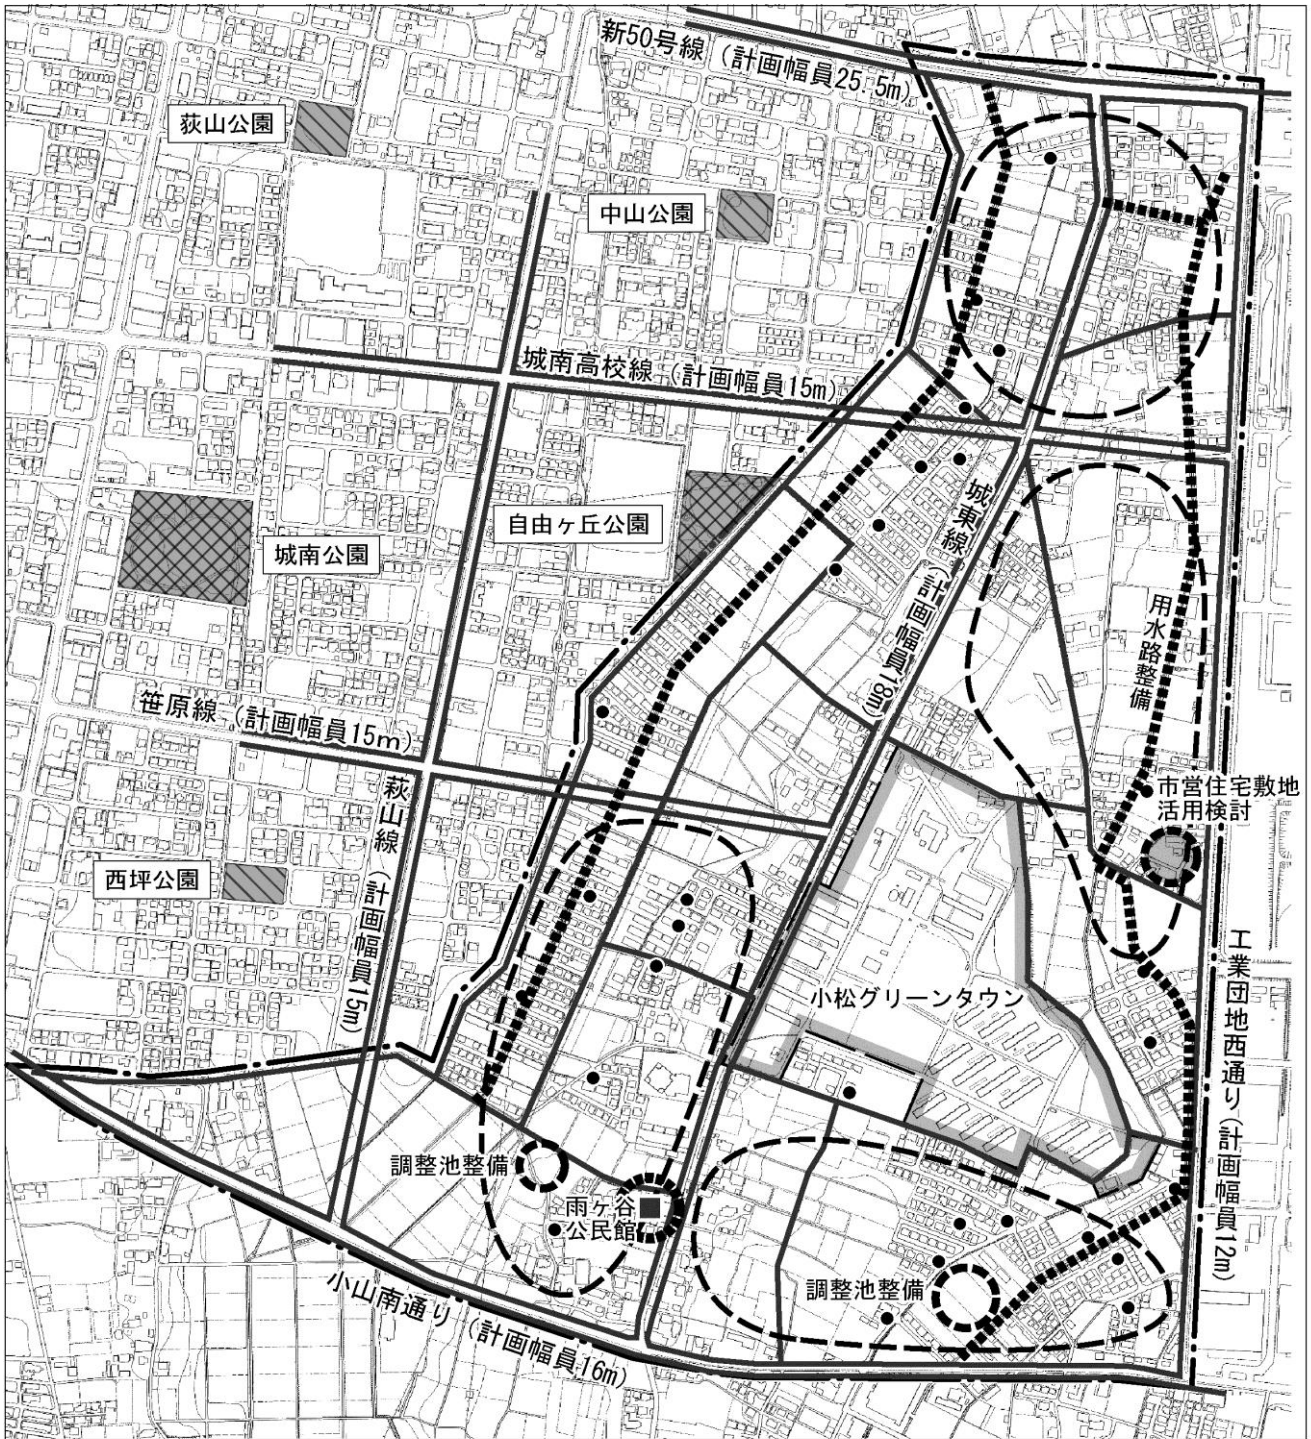 新50号線（計画幅員25.5m）
荻山公園
中山公園
城南高校線（計画幅員15m）
自由ヶ丘公園
城南公園
城東線（計画幅員18m）
用水路整備
笹原線（計画幅員15m）
萩山線（計画幅員15m）
西坪公園
市営住宅敷地
活用検討
小松グリーンタウン
工業団地西通り（計画幅員12m）
調整池整備
雨ヶ谷
公民館
調整池整備
小山南通り（計画幅員16m）